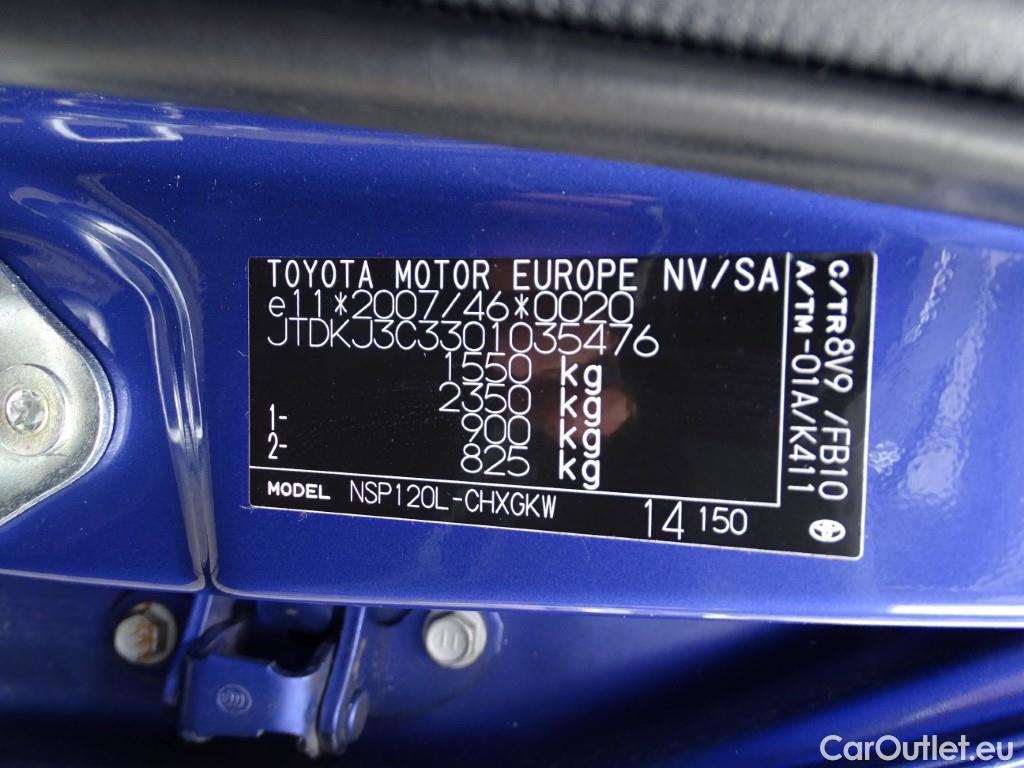 TOYOTA MOTOR EUROPE NV/SA
e11*2007/46*0020
JTDKJ3C3301035476
1550 kg
2350 kg
1- 900 kg
2- 825 kg
MODEL NSP120L-CHXGKW 14 150
C/TR8V9 /FB10
A/TM-01A/K411
CarOutlet.eu